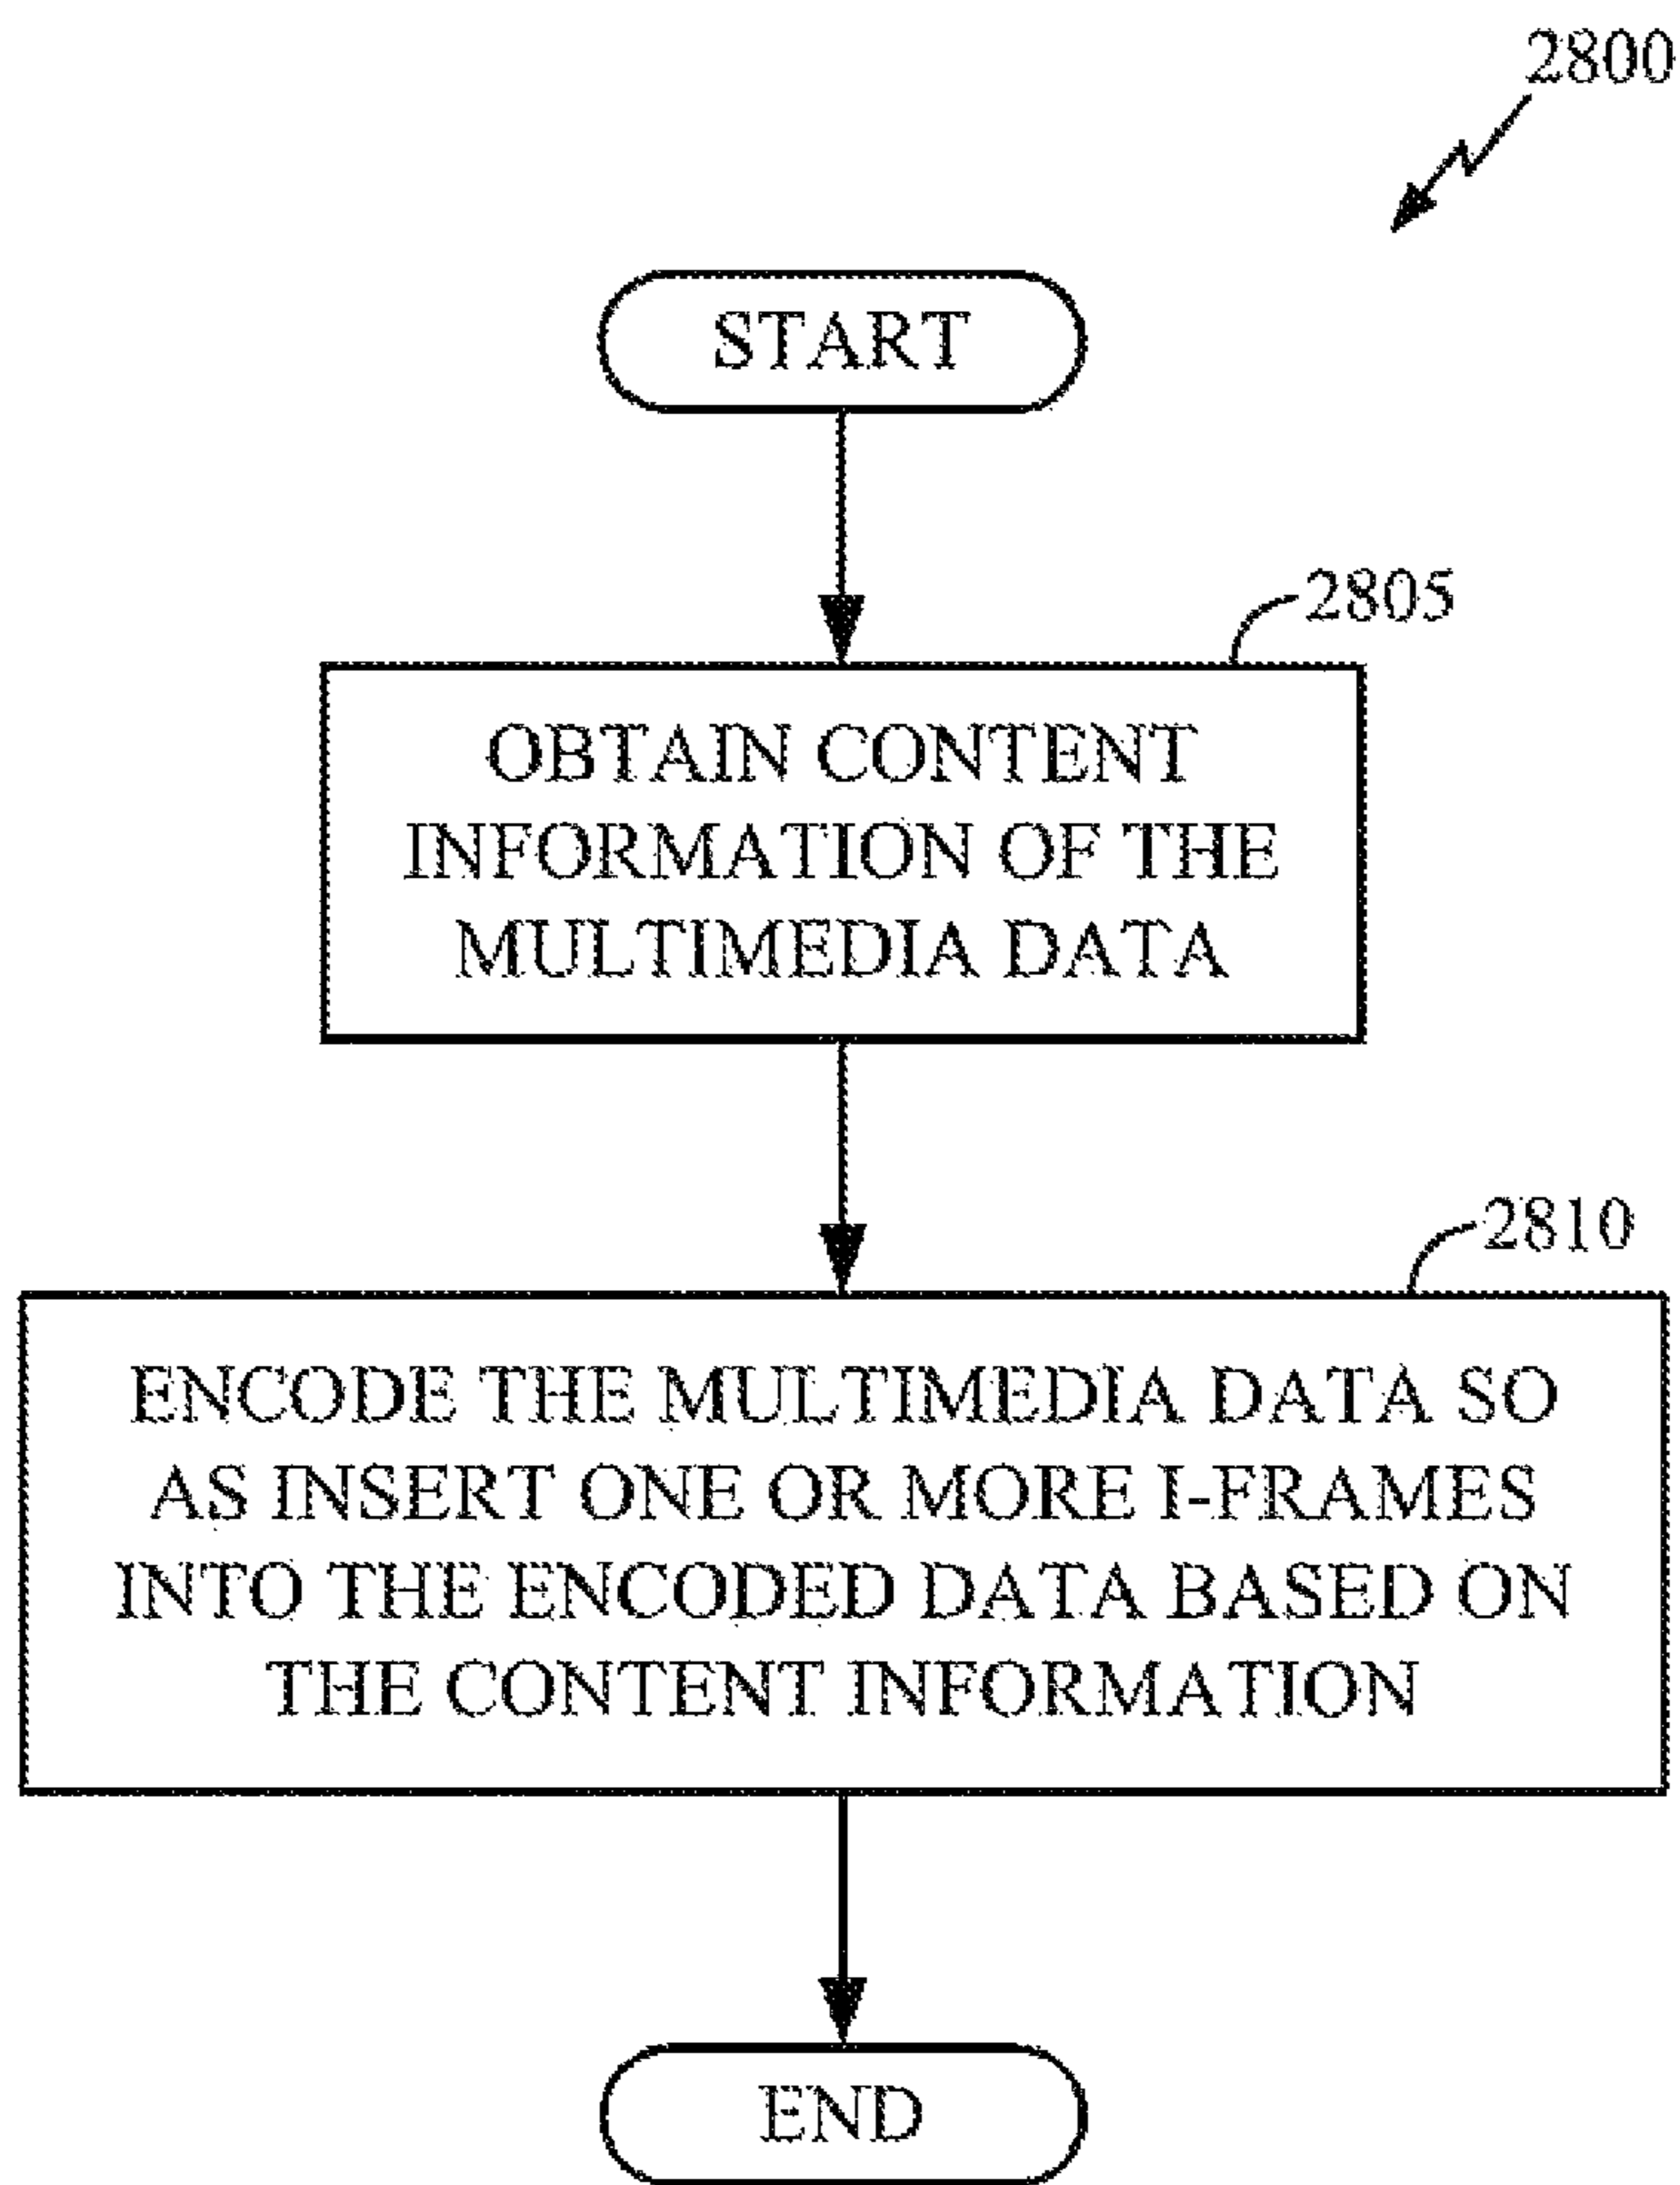 2800
START
2805
OBTAIN CONTENT
INFORMATION OF THE
MULTIMEDIA DATA
2810
ENCODE THE MULTIMEDIA DATA SO
AS INSERT ONE OR MORE I-FRAMES
INTO THE ENCODED DATA BASED ON
THE CONTENT INFORMATION
END